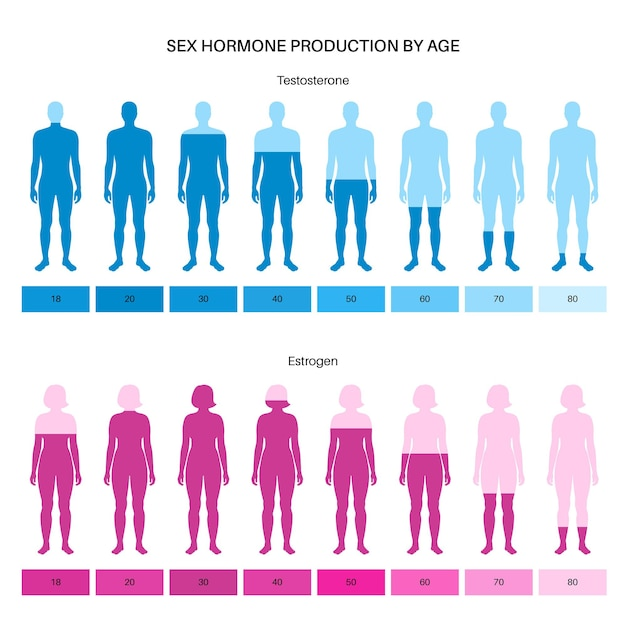 SEX HORMONE PRODUCTION BY AGE
Testosterone
18 20 30 40 50 60 70 80
Estrogen
18 20 30 40 50 60 70 80